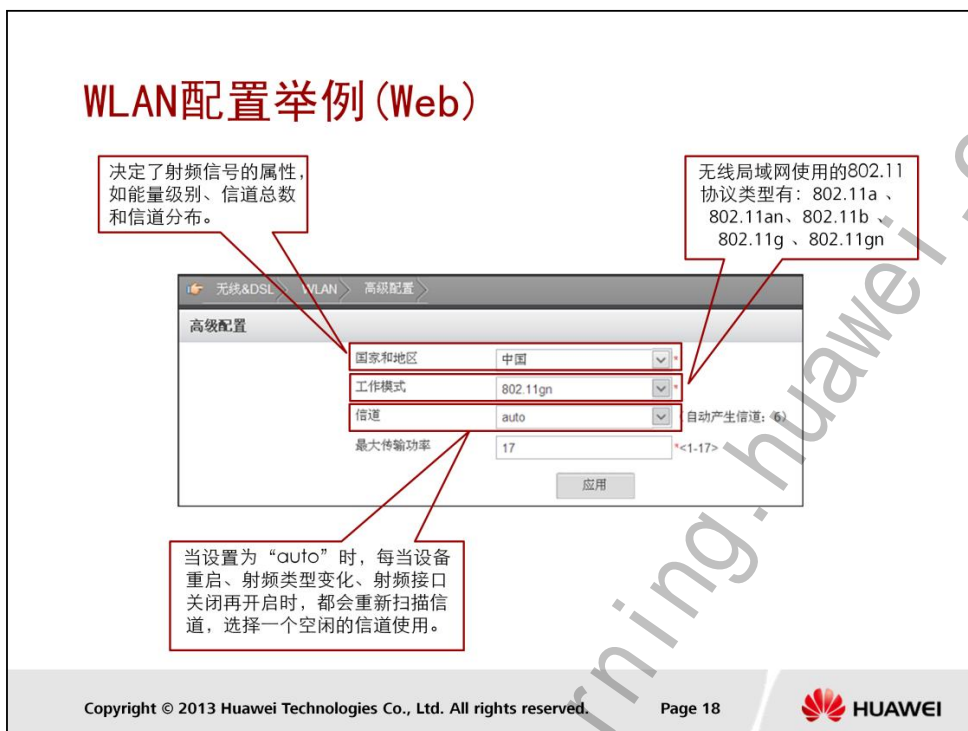 WLAN配置举例(Web)
决定了射频信号的属性，
如能量级别、信道总数
和信道分布。
无线局域网使用的802.11
协议类型有：802.11a 、
802.11an、802.11b 、
802.11g 、802.11gn
无线&DSL WLAN 高级配置
高级配置
国家和地区 中国 *
工作模式 802.11gn *
信道 auto (自动产生信道: 6)
最大传输功率 17 *<1-17>
应用
当设置为“auto”时，每当设备
重启、射频类型变化、射频接口
关闭再开启时，都会重新扫描信
道，选择一个空闲的信道使用。
rning.huawei.
Copyright © 2013 Huawei Technologies Co., Ltd. All rights reserved. Page 18 HUAWEI